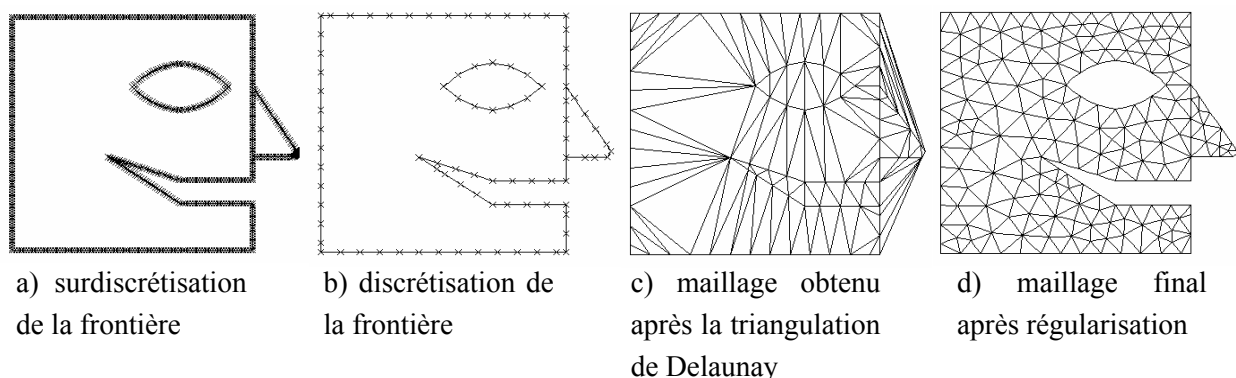 a) surdiscrétisation
de la frontière
b) discrétisation de
la frontière
c) maillage obtenu
après la triangulation
de Delaunay
d) maillage final
après régularisation